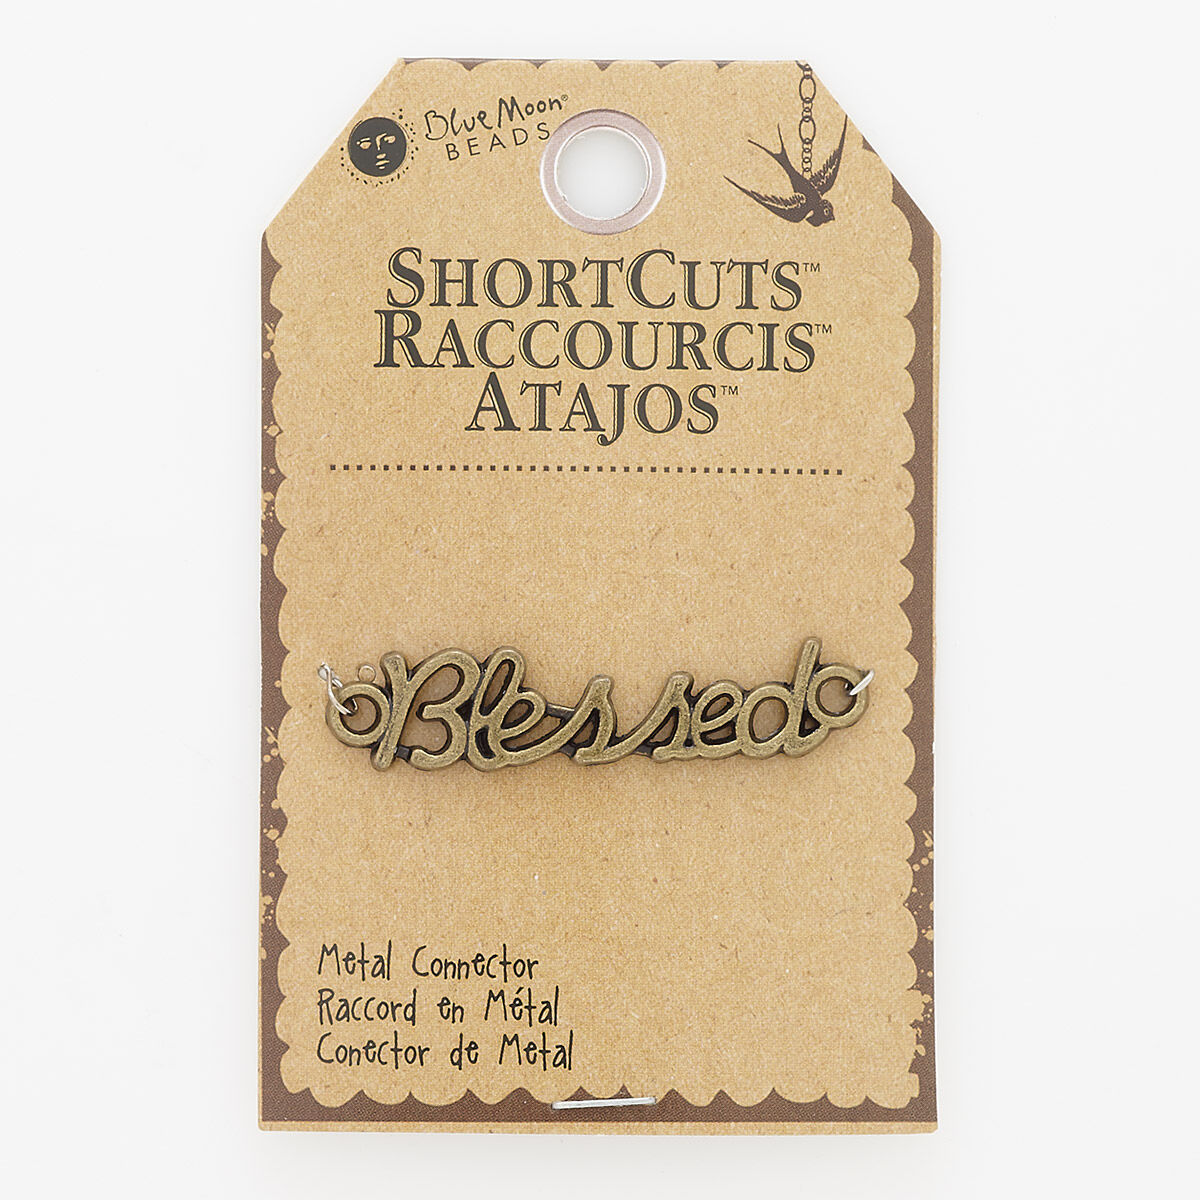 Blue Moon®
BEADS
SHORTCUTS™
RACCOURCIS™
ATAJOS™
Blessed
Metal Connector
Raccord en Métal
Conector de Metal